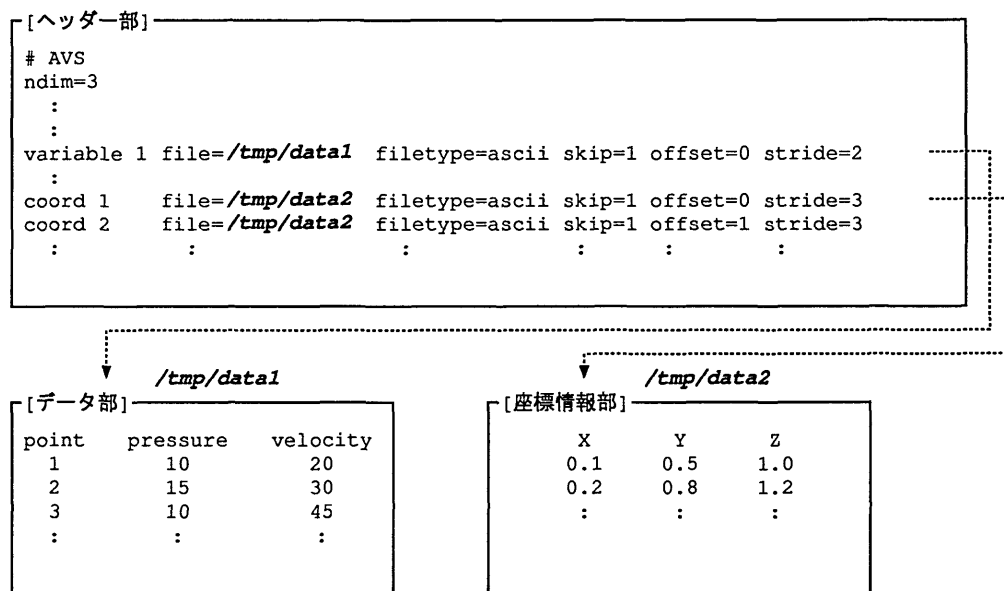 [ヘッダー部]
# AVS
ndim=3
:
:
variable 1 file=/tmp/data1 filetype=ascii skip=1 offset=0 stride=2
:
coord 1 file=/tmp/data2 filetype=ascii skip=1 offset=0 stride=3
coord 2 file=/tmp/data2 filetype=ascii skip=1 offset=1 stride=3
: : : : : :
/tmp/data1
[データ部]
point pressure velocity
1 10 20
2 15 30
3 10 45
: : :
/tmp/data2
[座標情報部]
X Y Z
0.1 0.5 1.0
0.2 0.8 1.2
: : :